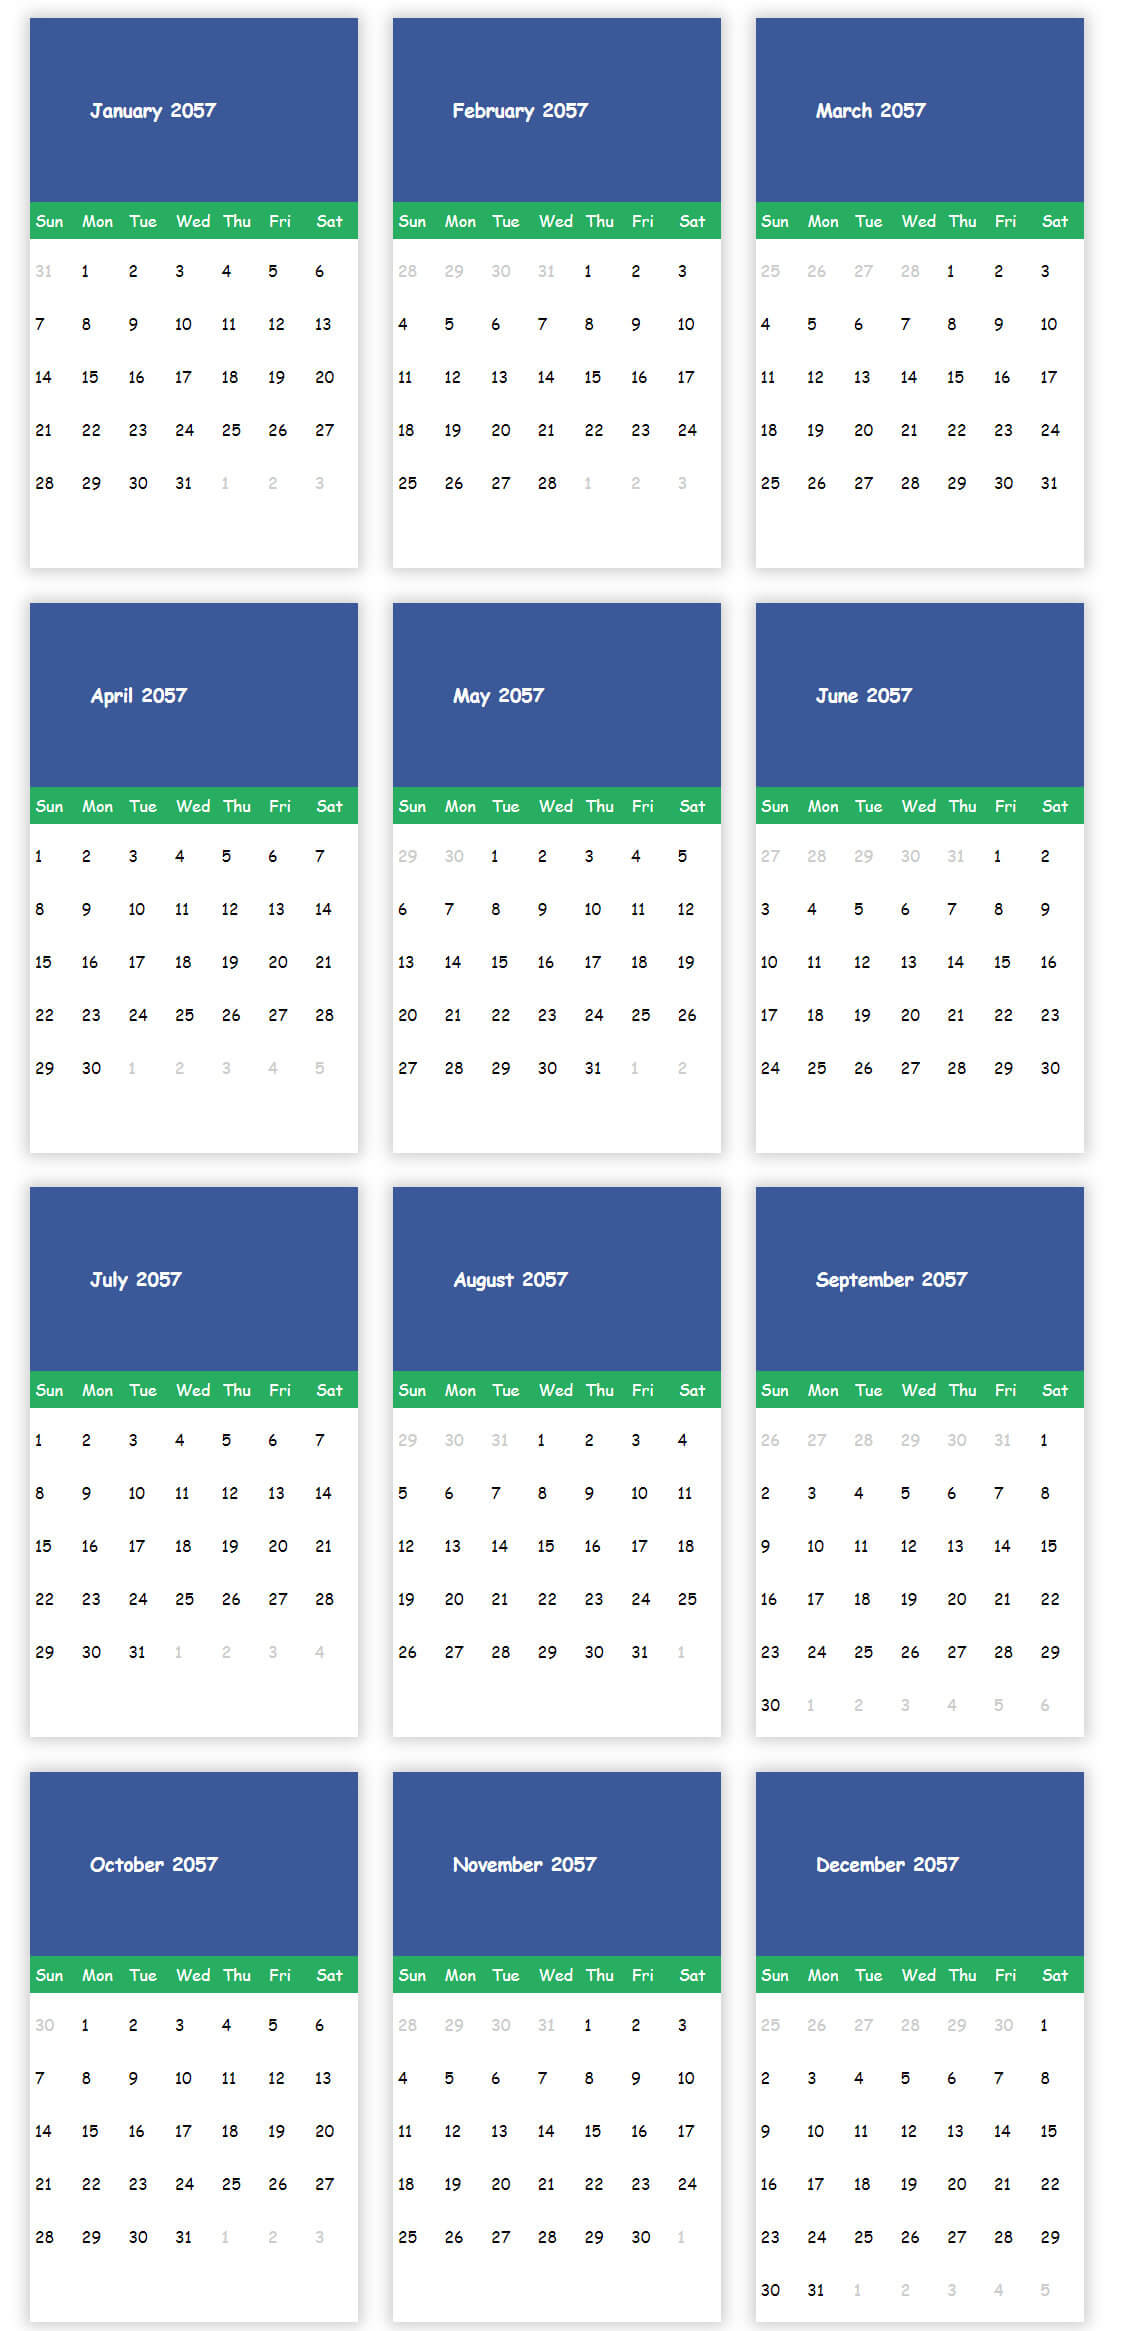 January 2057
Sun Mon Tue Wed Thu Fri Sat
31 1 2 3 4 5 6
7 8 9 10 11 12 13
14 15 16 17 18 19 20
21 22 23 24 25 26 27
28 29 30 31 1 2 3
February 2057
Sun Mon Tue Wed Thu Fri Sat
28 29 30 31 1 2 3
4 5 6 7 8 9 10
11 12 13 14 15 16 17
18 19 20 21 22 23 24
25 26 27 28 1 2 3
March 2057
Sun Mon Tue Wed Thu Fri Sat
25 26 27 28 1 2 3
4 5 6 7 8 9 10
11 12 13 14 15 16 17
18 19 20 21 22 23 24
25 26 27 28 29 30 31
April 2057
Sun Mon Tue Wed Thu Fri Sat
1 2 3 4 5 6 7
8 9 10 11 12 13 14
15 16 17 18 19 20 21
22 23 24 25 26 27 28
29 30 1 2 3 4 5
May 2057
Sun Mon Tue Wed Thu Fri Sat
29 30 1 2 3 4 5
6 7 8 9 10 11 12
13 14 15 16 17 18 19
20 21 22 23 24 25 26
27 28 29 30 31 1 2
June 2057
Sun Mon Tue Wed Thu Fri Sat
27 28 29 30 31 1 2
3 4 5 6 7 8 9
10 11 12 13 14 15 16
17 18 19 20 21 22 23
24 25 26 27 28 29 30
July 2057
Sun Mon Tue Wed Thu Fri Sat
1 2 3 4 5 6 7
8 9 10 11 12 13 14
15 16 17 18 19 20 21
22 23 24 25 26 27 28
29 30 31 1 2 3 4
August 2057
Sun Mon Tue Wed Thu Fri Sat
29 30 31 1 2 3 4
5 6 7 8 9 10 11
12 13 14 15 16 17 18
19 20 21 22 23 24 25
26 27 28 29 30 31 1
September 2057
Sun Mon Tue Wed Thu Fri Sat
26 27 28 29 30 31 1
2 3 4 5 6 7 8
9 10 11 12 13 14 15
16 17 18 19 20 21 22
23 24 25 26 27 28 29
30 1 2 3 4 5 6
October 2057
Sun Mon Tue Wed Thu Fri Sat
30 1 2 3 4 5 6
7 8 9 10 11 12 13
14 15 16 17 18 19 20
21 22 23 24 25 26 27
28 29 30 31 1 2 3
November 2057
Sun Mon Tue Wed Thu Fri Sat
28 29 30 31 1 2 3
4 5 6 7 8 9 10
11 12 13 14 15 16 17
18 19 20 21 22 23 24
25 26 27 28 29 30 1
December 2057
Sun Mon Tue Wed Thu Fri Sat
25 26 27 28 29 30 1
2 3 4 5 6 7 8
9 10 11 12 13 14 15
16 17 18 19 20 21 22
23 24 25 26 27 28 29
30 31 1 2 3 4 5